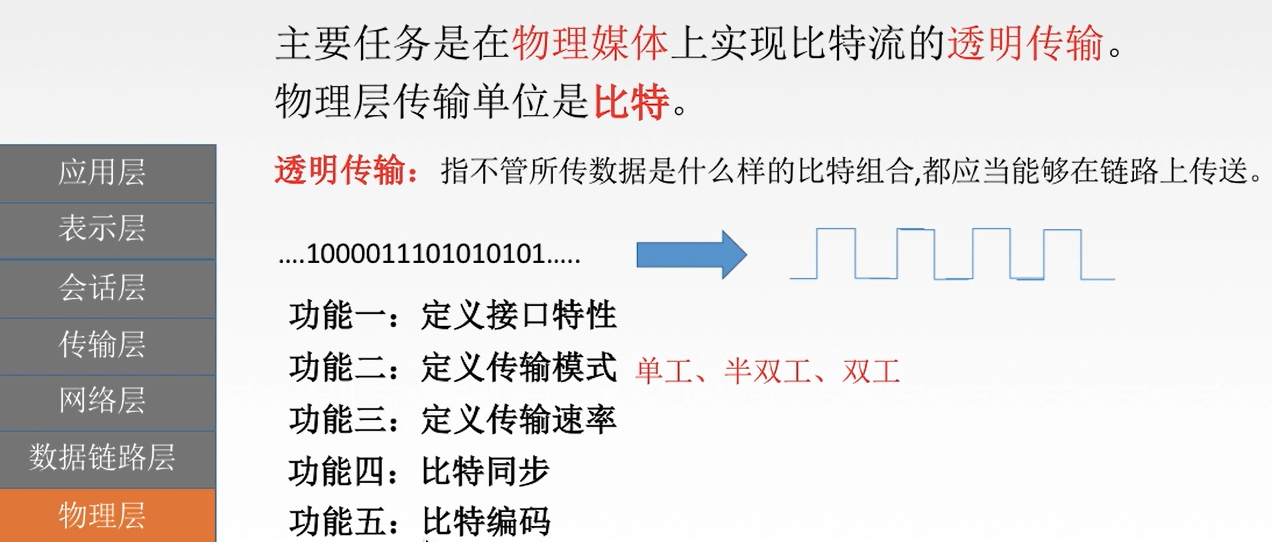 主要任务是在物理媒体上实现比特流的透明传输。
物理层传输单位是比特。
透明传输：指不管所传数据是什么样的比特组合,都应当能够在链路上传送。
....1000011101010101.....
功能一：定义接口特性
功能二：定义传输模式 单工、半双工、双工
功能三：定义传输速率
功能四：比特同步
功能五：比特编码
应用层
表示层
会话层
传输层
网络层
数据链路层
物理层